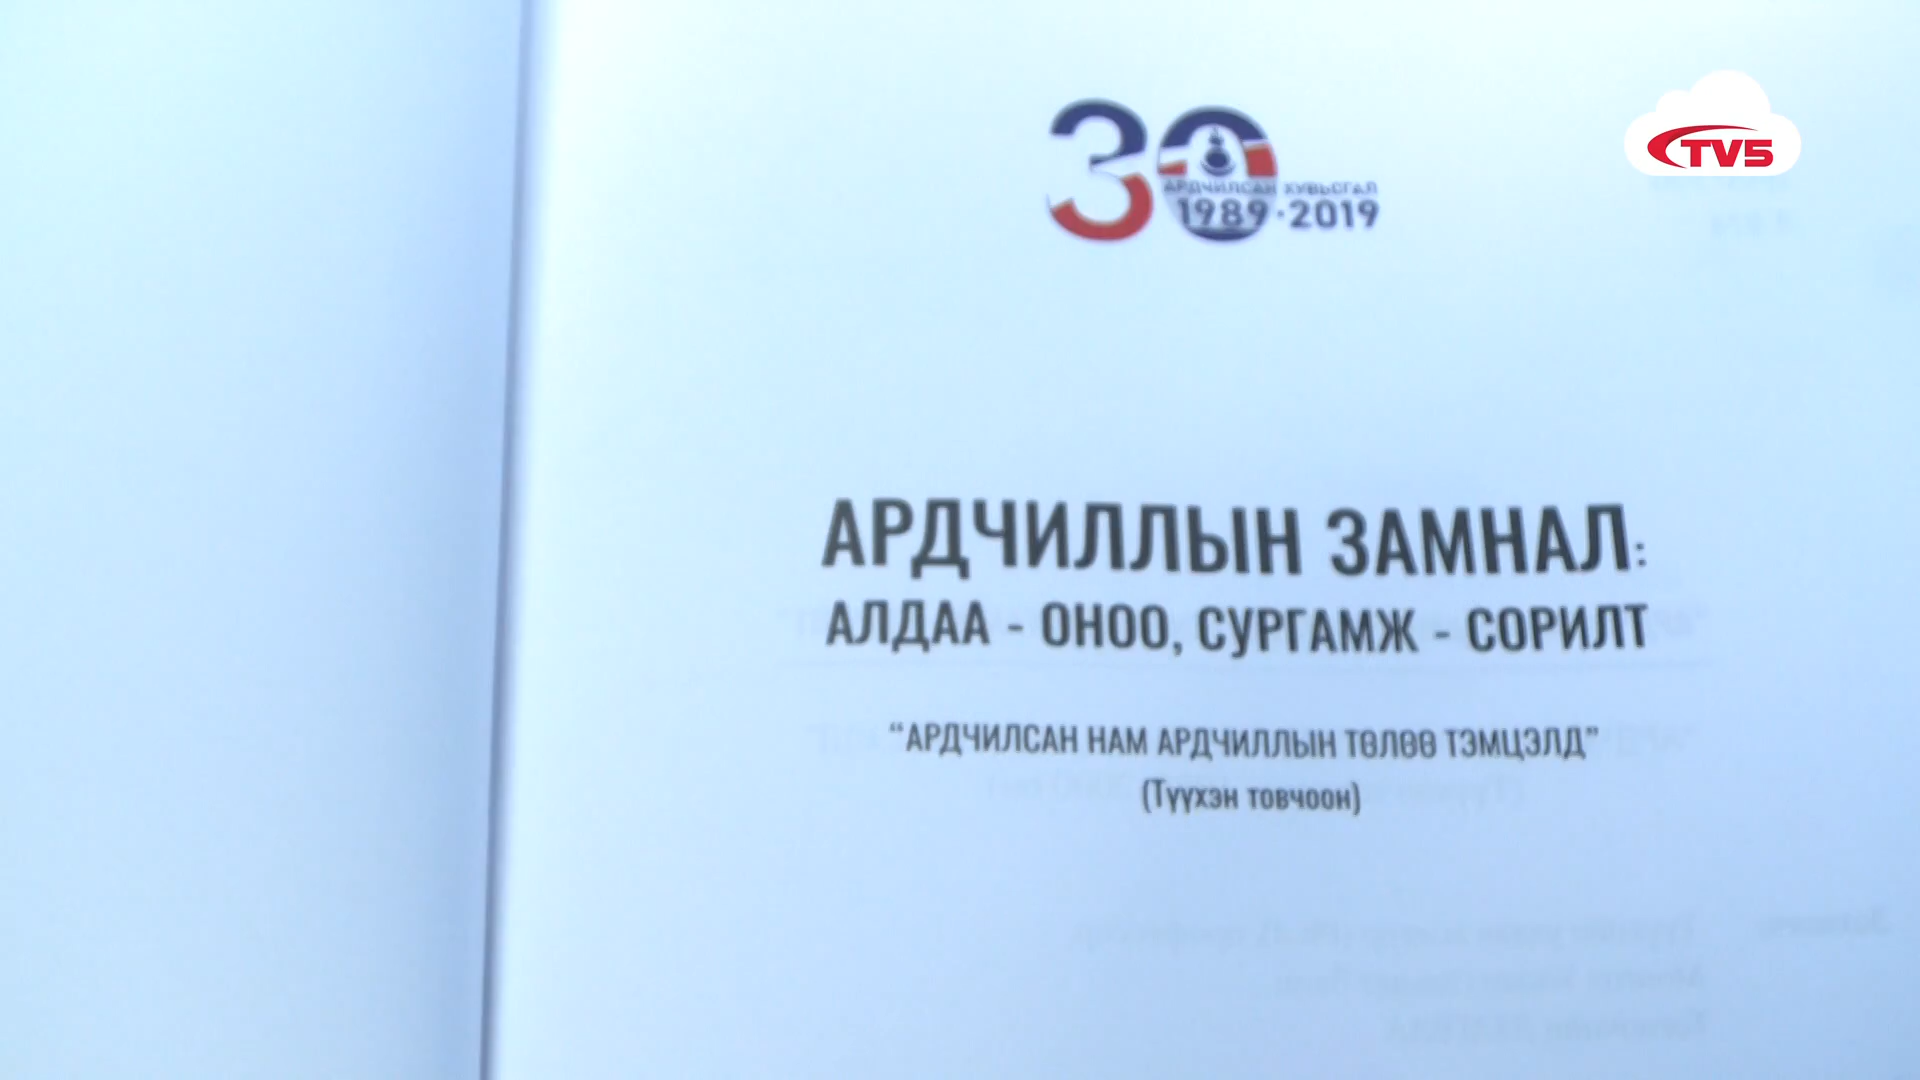 TV5
30
АРДЧИЛСАН ХУВЬСГАЛ
1989·2019
АРДЧИЛЛЫН ЗАМНАЛ:
АЛДАА - ОНОО, СУРГАМЖ - СОРИЛТ
“АРДЧИЛСАН НАМ АРДЧИЛЛЫН ТӨЛӨӨ ТЭМЦЭЛД”
(Түүхэн товчоон)